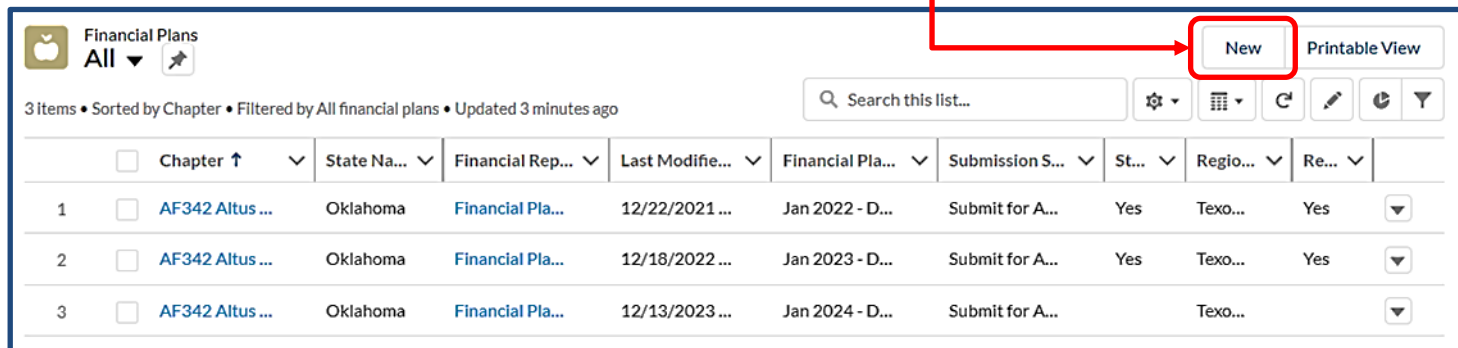 Financial Plans
All
New Printable View
3 items • Sorted by Chapter • Filtered by All financial plans • Updated 3 minutes ago
Search this list...
Chapter ↑ State Na... Financial Rep... Last Modifie... Financial Pla... Submission S... St... Regio... Re...
1 AF342 Altus ... Oklahoma Financial Pla... 12/22/2021 ... Jan 2022 - D... Submit for A... Yes Texo... Yes
2 AF342 Altus ... Oklahoma Financial Pla... 12/18/2022 ... Jan 2023 - D... Submit for A... Yes Texo... Yes
3 AF342 Altus ... Oklahoma Financial Pla... 12/13/2023 ... Jan 2024 - D... Submit for A... Texo...